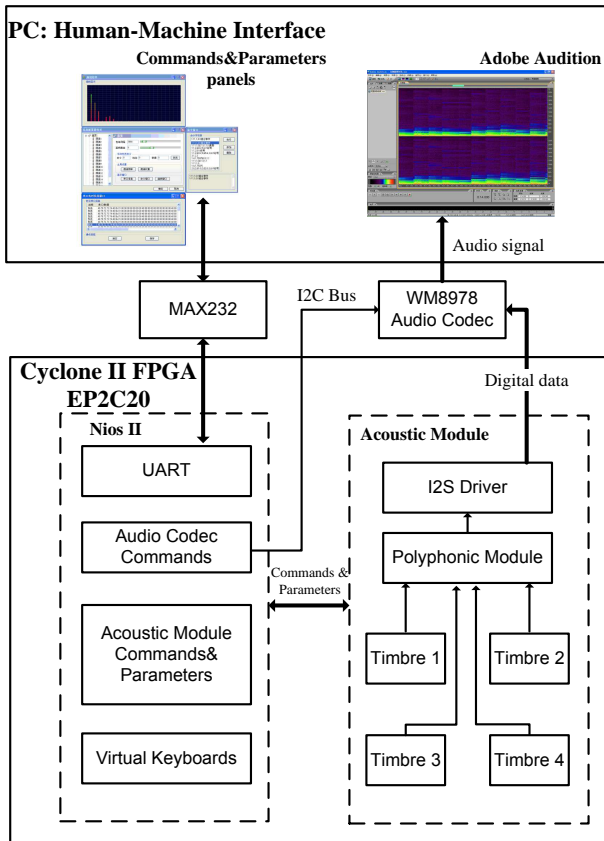 PC: Human-Machine Interface
Commands&Parameters
panels
Adobe Audition
Audio signal
MAX232
I2C Bus
WM8978
Audio Codec
Cyclone II FPGA
EP2C20
Digital data
Nios II
UART
Audio Codec
Commands
Acoustic Module
Commands&
Parameters
Virtual Keyboards
Commands &
Parameters
Acoustic Module
I2S Driver
Polyphonic Module
Timbre 1
Timbre 2
Timbre 3
Timbre 4